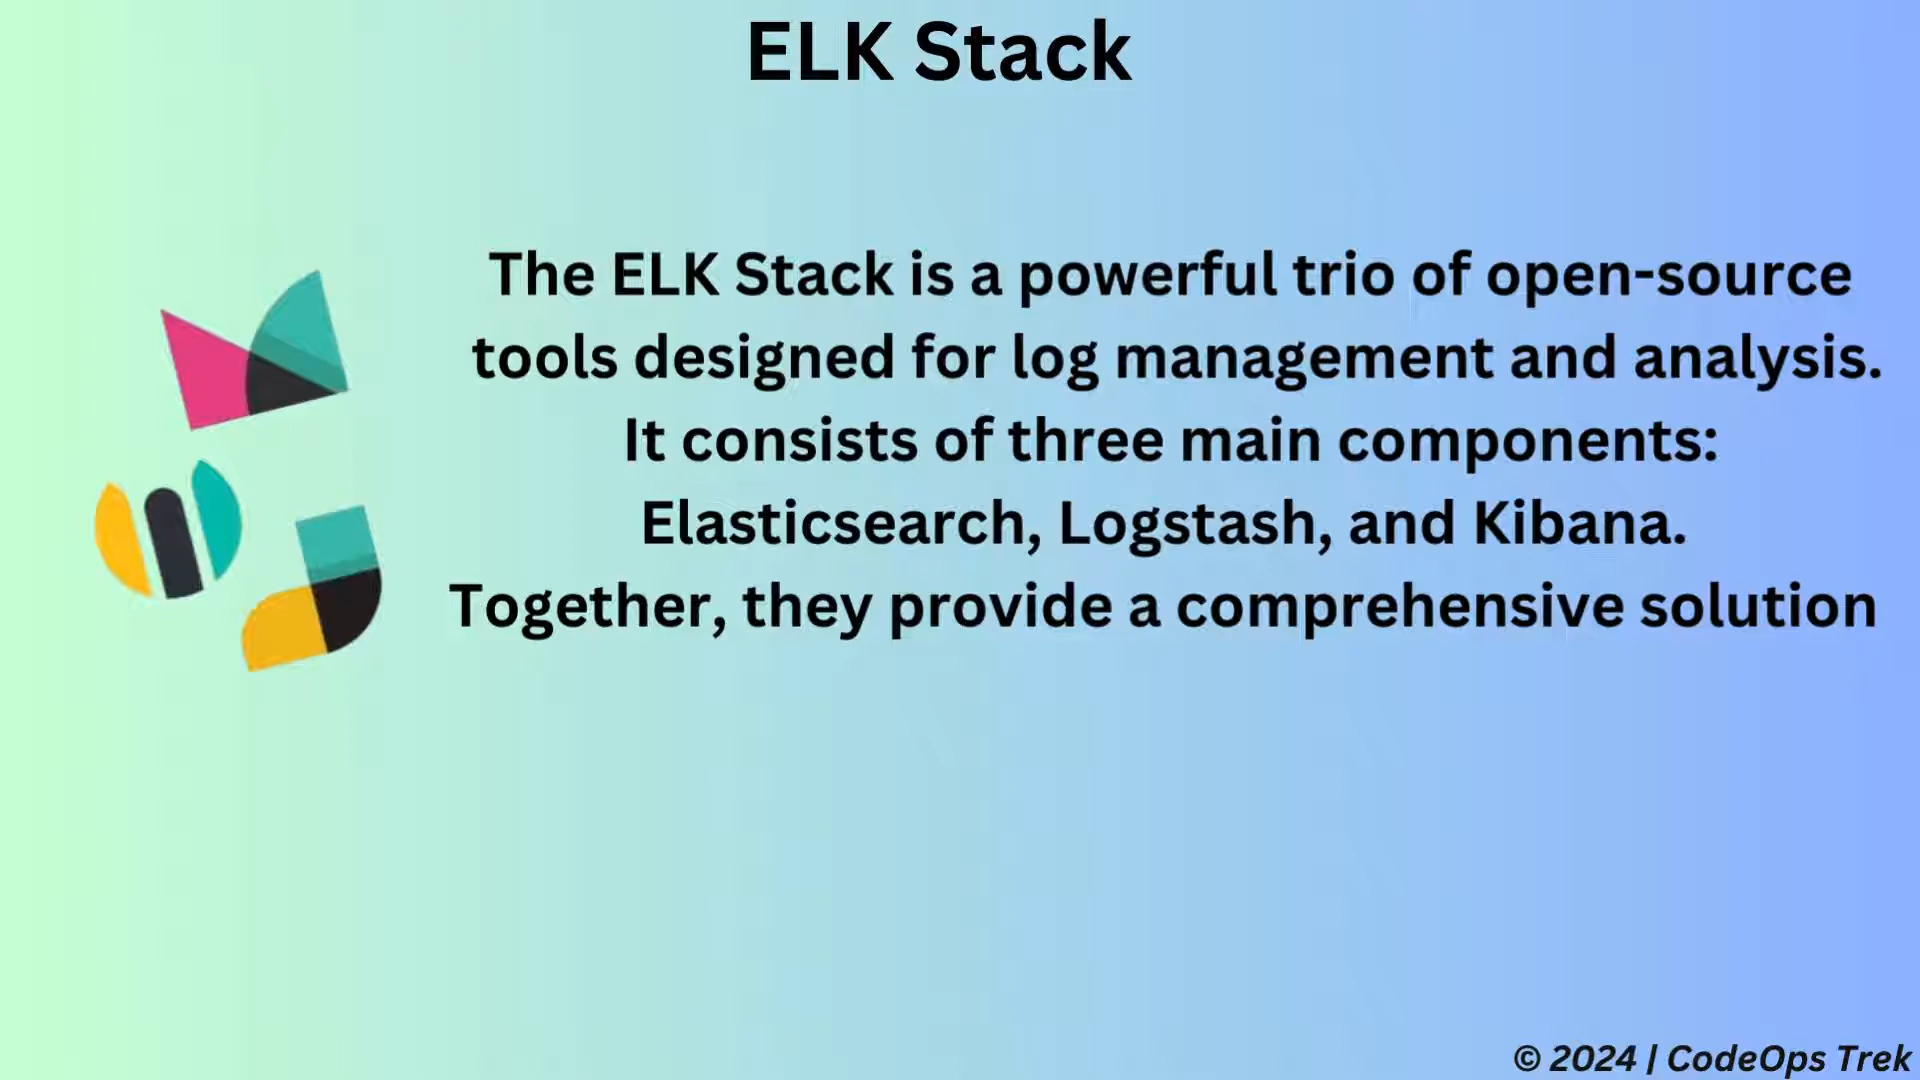 ELK Stack
The ELK Stack is a powerful trio of open-source
tools designed for log management and analysis.
It consists of three main components:
Elasticsearch, Logstash, and Kibana.
Together, they provide a comprehensive solution
© 2024 | CodeOps Trek